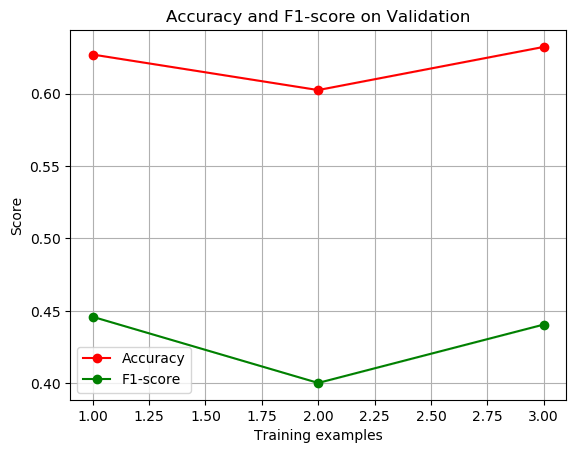 Accuracy and F1-score on Validation
Score
0.60
0.55
0.50
0.45
0.40
Accuracy
F1-score
1.00 1.25 1.50 1.75 2.00 2.25 2.50 2.75 3.00
Training examples